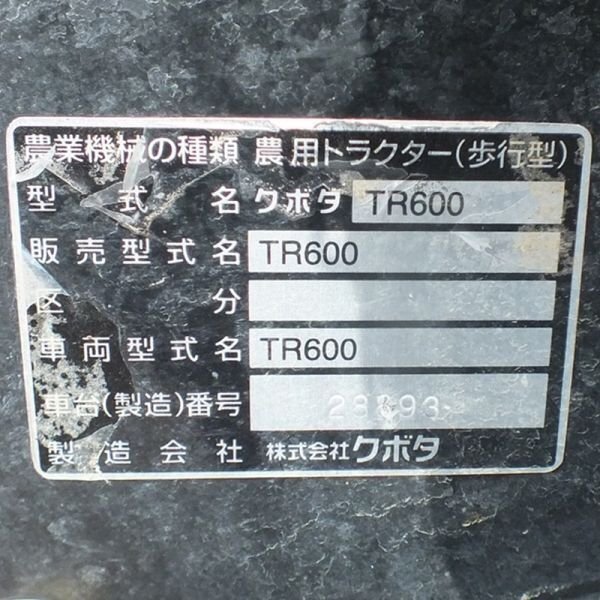 農業機械の種類 農用トラクター(歩行型)
型式名 クボタ TR600
販売型式名 TR600
区分
車両型式名 TR600
車台(製造)番号
製造会社 株式会社クボタ